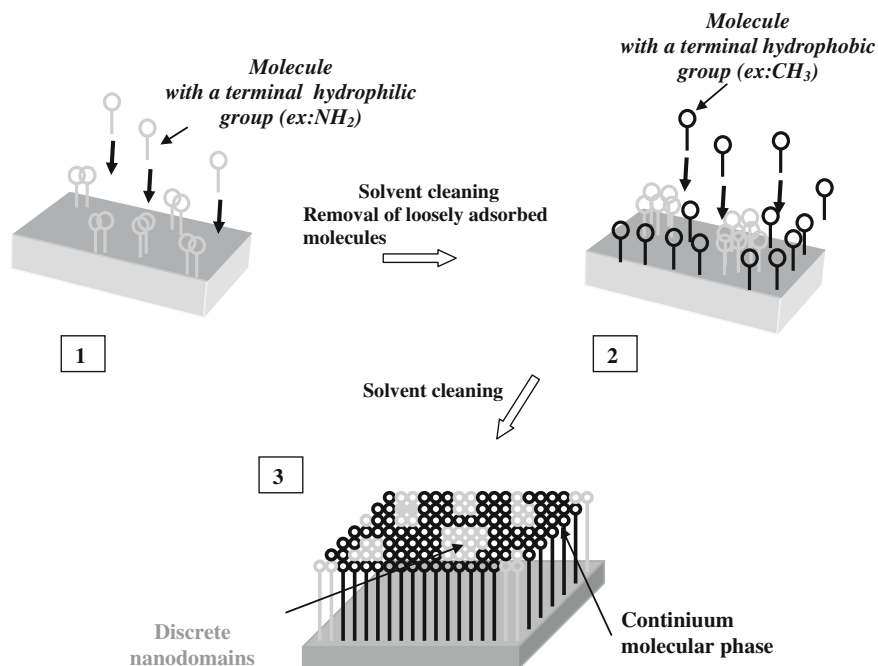 Molecule
with a terminal hydrophilic
group (ex:NH2)
Molecule
with a terminal hydrophobic
group (ex:CH3)
Solvent cleaning
Removal of loosely adsorbed
molecules
1
2
Solvent cleaning
3
Discrete
nanodomains
Continiuum
molecular phase